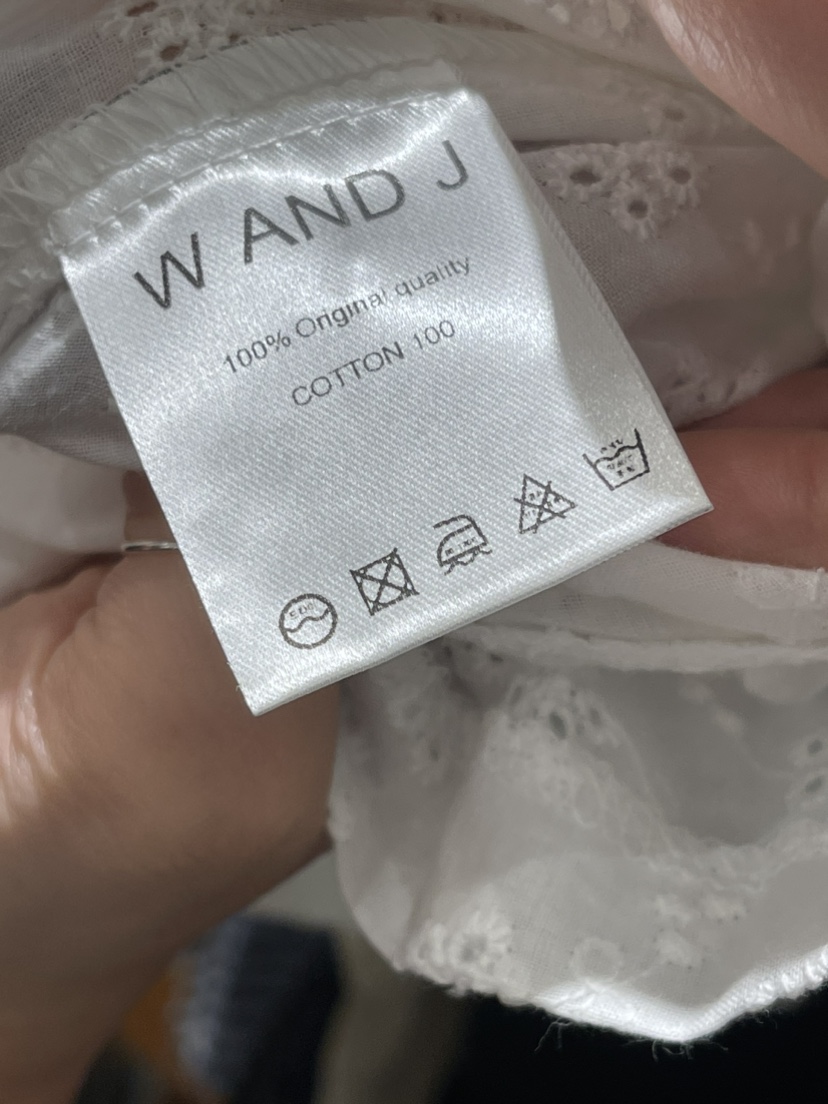 W AND J
100% Original quality
COTTON 100